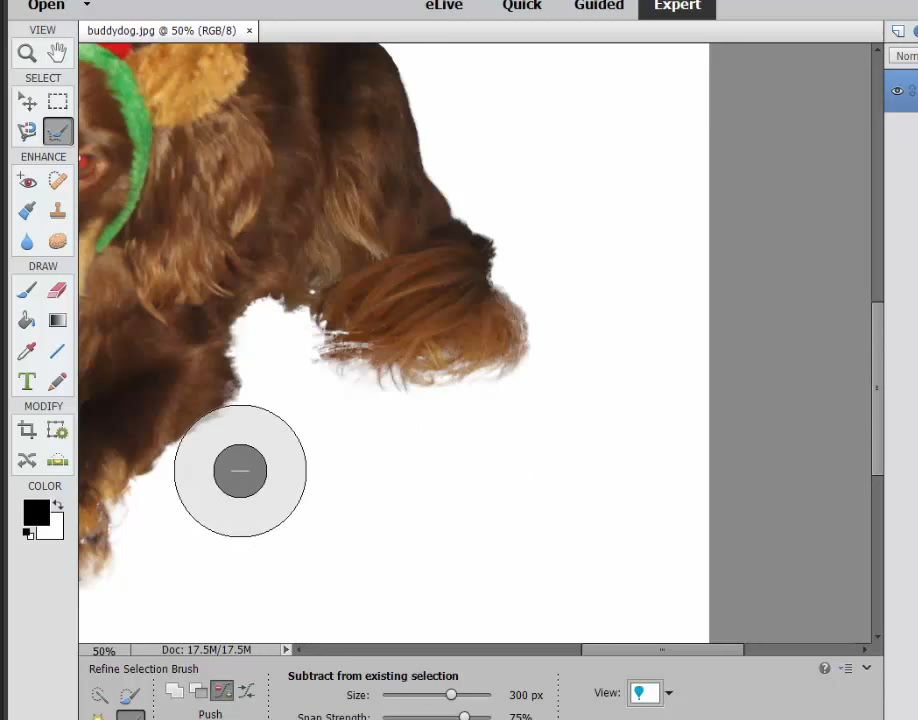 Open eLive Quick Guided Expert
VIEW
buddydog.jpg @ 50% (RGB/8) ×
Norm
SELECT
ENHANCE
DRAW
T
MODIFY
COLOR
50% Doc: 17.5M/17.5M
Refine Selection Brush
Subtract from existing selection
Size: 300 px
View:
Push
Snap Strength: 75%